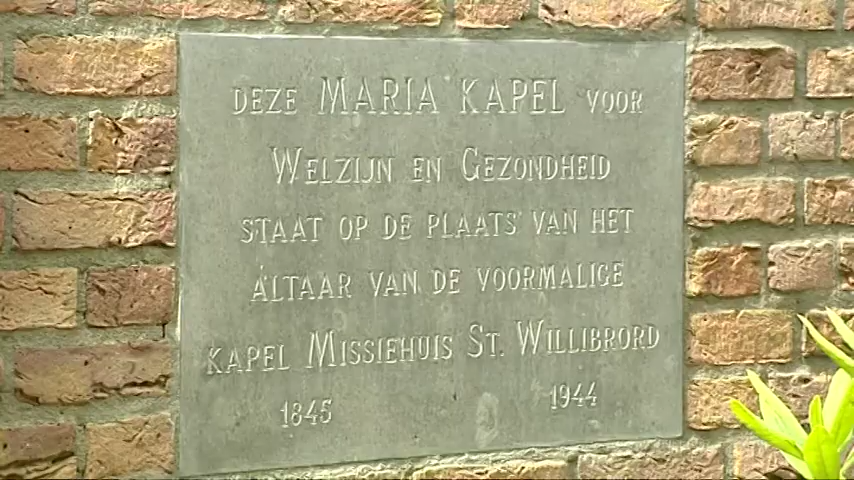 DEZE MARIA KAPEL VOOR
WELZIJN EN GEZONDHEID
STAAT OP DE PLAATS VAN HET
ALTAAR VAN DE VOORMALIGE
KAPEL MISSIEHUIS ST. WILLIBRORD
1845 1944